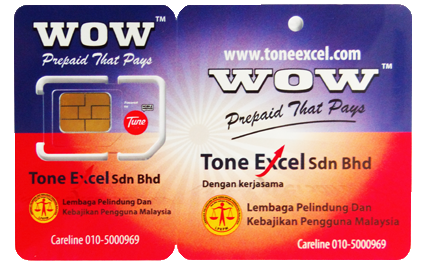 WOW™
Prepaid That Pays
Tune
Tone Excel Sdn Bhd
Lembaga Pelindung Dan
Kebajikan Pengguna Malaysia
Careline 010-5000969
www.toneexcel.com
WOW™
Prepaid That Pays
Tone Excel Sdn Bhd
Dengan kerjasama
Lembaga Pelindung Dan
Kebajikan Pengguna Malaysia
Careline 010-5000969